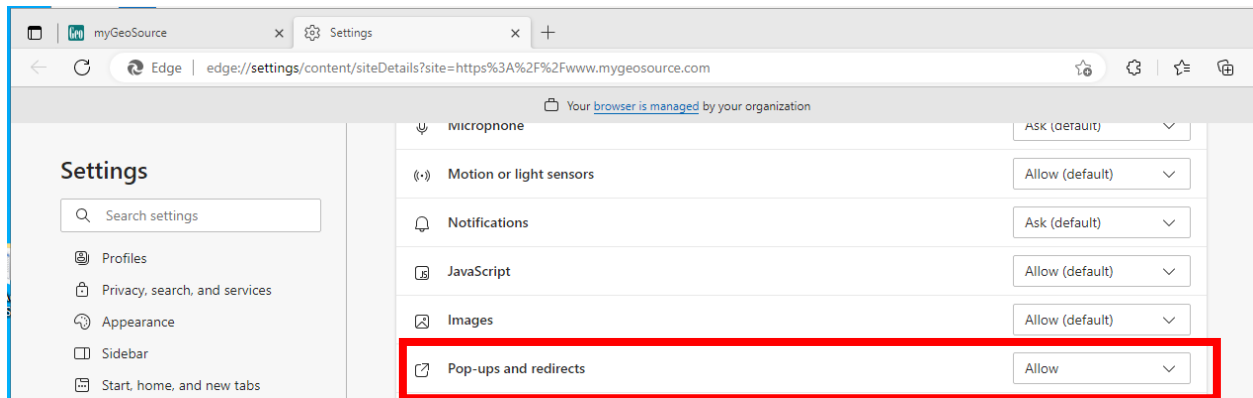 Geo myGeoSource Settings
Edge edge://settings/content/siteDetails?site=https%3A%2F%2Fwww.mygeosource.com
Your browser is managed by your organization
Settings
Search settings
Profiles
Privacy, search, and services
Appearance
Sidebar
Start, home, and new tabs
Microphone Ask (default)
Motion or light sensors Allow (default)
Notifications Ask (default)
JS JavaScript Allow (default)
Images Allow (default)
Pop-ups and redirects Allow